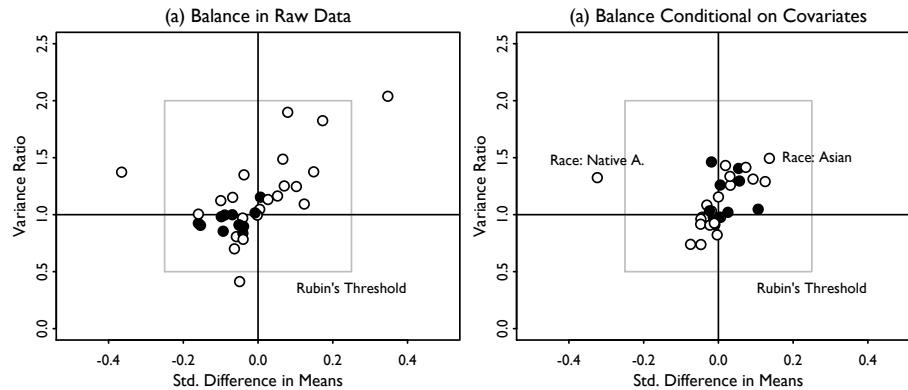 (a) Balance in Raw Data
2.5
2.0
1.5
1.0
0.5
0.0
Variance Ratio
Rubin's Threshold
-0.4
-0.2
0.0
0.2
0.4
Std. Difference in Means
(a) Balance Conditional on Covariates
2.5
2.0
1.5
1.0
0.5
0.0
Variance Ratio
Race: Native A.
Race: Asian
Rubin's Threshold
-0.4
-0.2
0.0
0.2
0.4
Std. Difference in Means